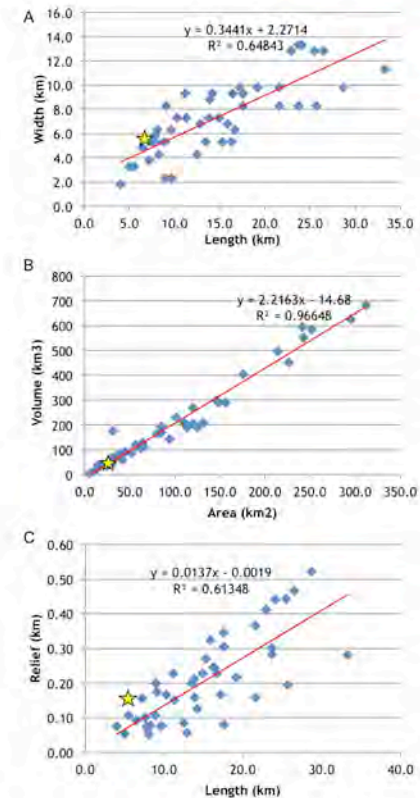 A
y = 0.3441x + 2.2714
R² = 0.64843
16.0
14.0
12.0
10.0
8.0
6.0
4.0
2.0
0.0
Width (km)
5.0 10.0 15.0 20.0 25.0 30.0 35.0
0.0
Length (km)
B
y = 2.2163x - 14.68
R² = 0.96648
800
700
600
500
400
300
200
100
0
Volume (km3)
0.0 50.0 100.0 150.0 200.0 250.0 300.0 350.0
Area (km2)
C
y = 0.0137x - 0.0019
R² = 0.61348
0.60
0.50
0.40
0.30
0.20
0.10
0.00
Relief (km)
0.0 10.0 20.0 30.0 40.0
Length (km)